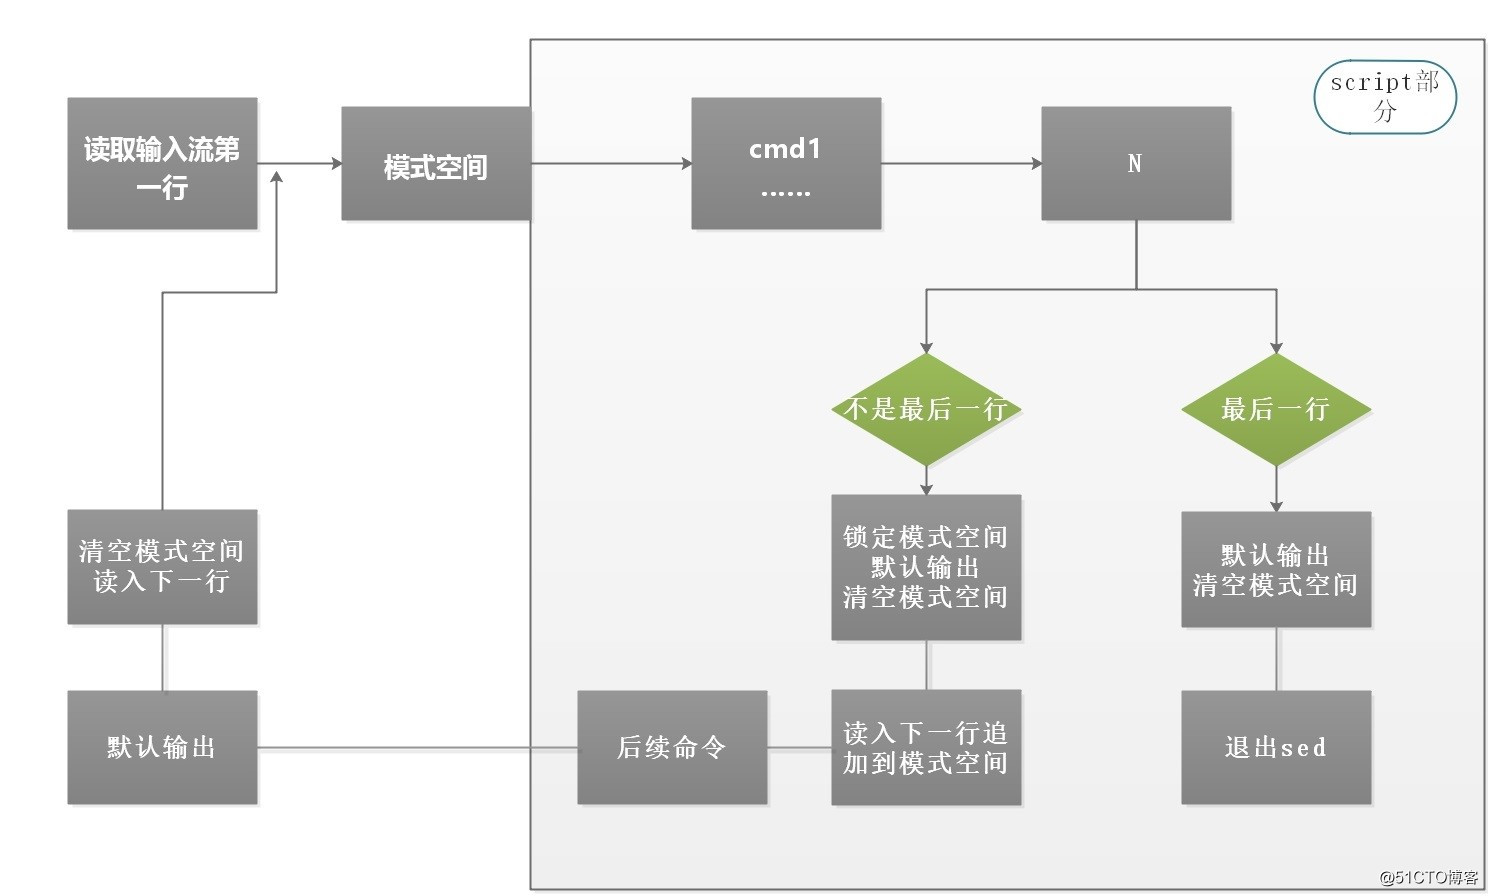 script部
分
读取输入流第
一行
模式空间
cmd1
......
N
不是最后一行
最后一行
锁定模式空间
默认输出
清空模式空间
默认输出
清空模式空间
清空模式空间
读入下一行
默认输出
后续命令
读入下一行追
加到模式空间
退出sed
@51CTO博客